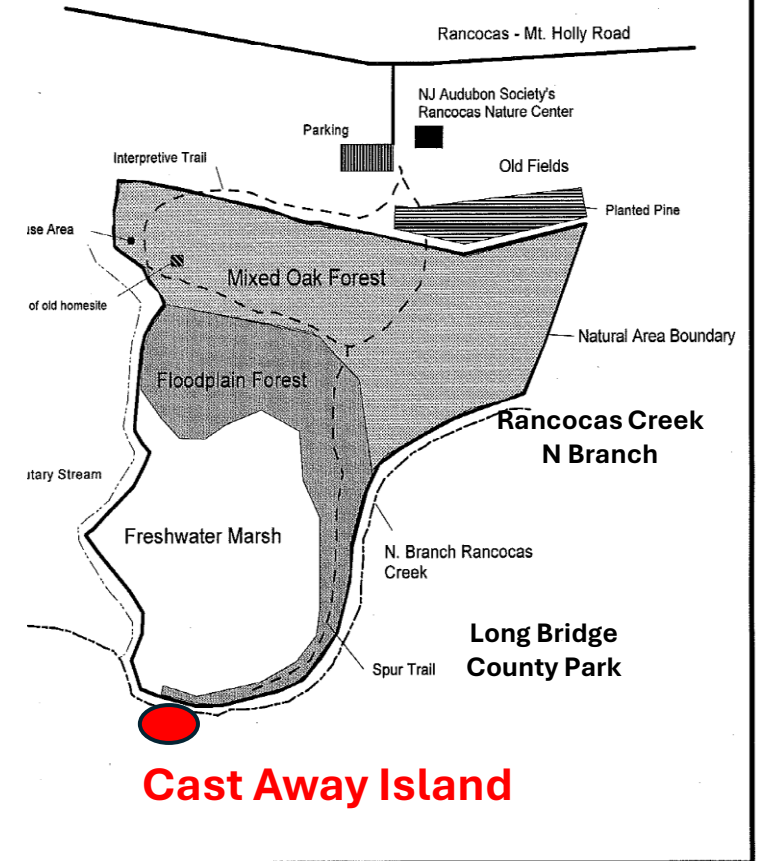 Rancocas - Mt. Holly Road
NJ Audubon Society's
Rancocas Nature Center
Parking
Interpretive Trail
Old Fields
Planted Pine
use Area
Mixed Oak Forest
of old homesite
Natural Area Boundary
Floodplain Forest
Rancocas Creek
N Branch
utary Stream
Freshwater Marsh
N. Branch Rancocas
Creek
Long Bridge
County Park
Spur Trail
Cast Away Island